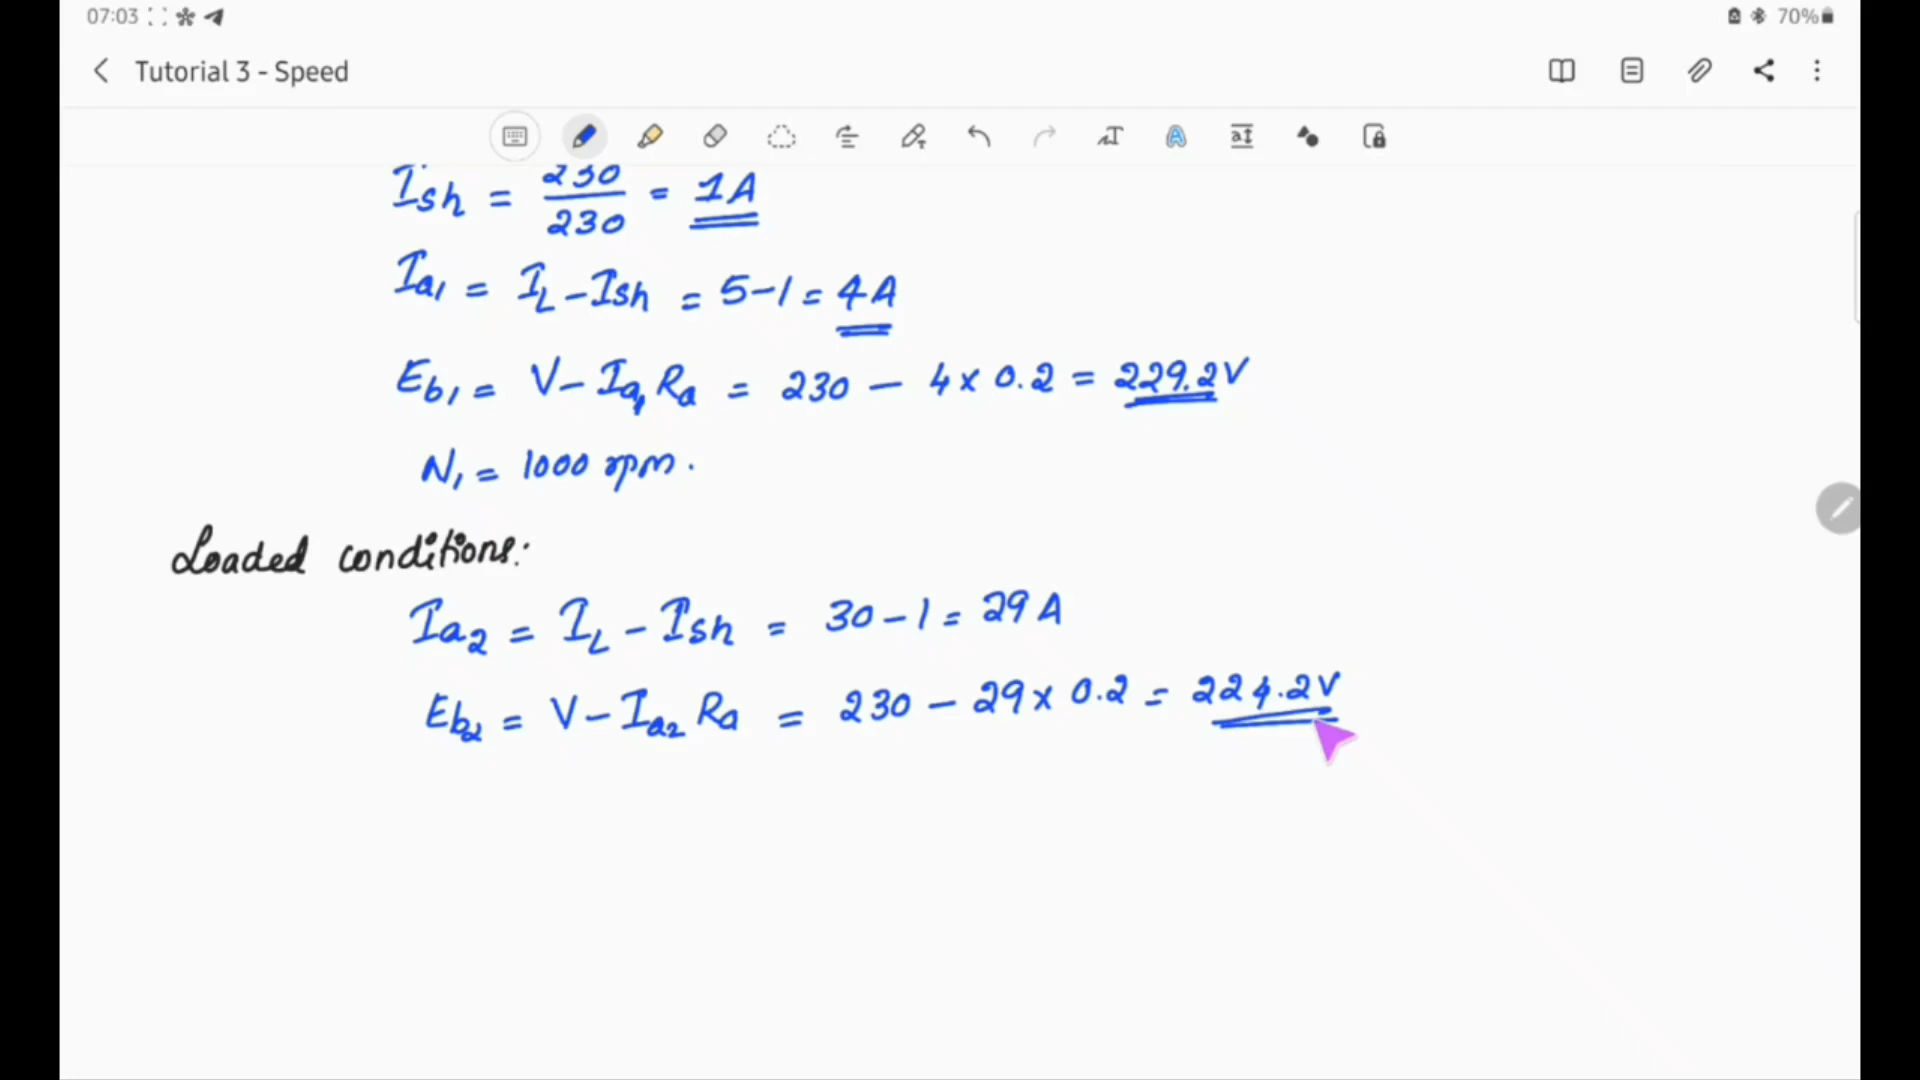 07:03
70%
Tutorial 3 - Speed
Ish = 230/230 = 1A
Ia1 = IL - Ish = 5-1 = 4A
Eb1 = V - Ia1 Ra = 230 - 4 x 0.2 = 229.2V
N1 = 1000 rpm.
Loaded conditions:
Ia2 = IL - Ish = 30-1 = 29 A
Eb2 = V - Ia2 Ra = 230 - 29 x 0.2 = 224.2V